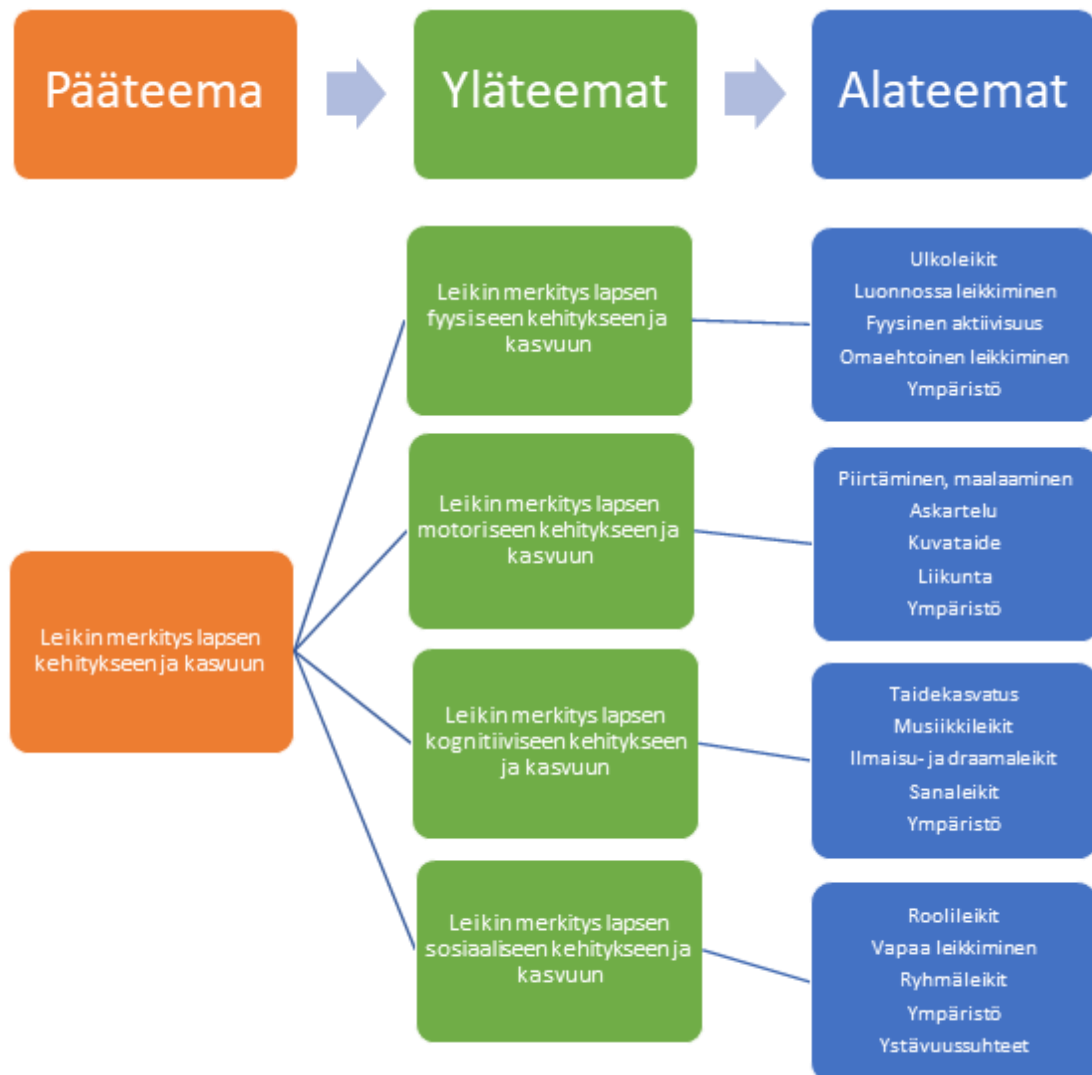 Pääteema
Yläteemat
Alateemat
Leikin merkitys lapsen
kehitykseen ja kasvuun
Leikin merkitys lapsen
fyysiseen kehitykseen ja
kasvuun
Ulkoleikit
Luonnossa leikkiminen
Fyysinen aktiivisuus
Omaehtoinen leikkiminen
Ympäristö
Leikin merkitys lapsen
motoriseen kehitykseen ja
kasvuun
Piirtäminen, maalaaminen
Askartelu
Kuvataide
Liikunta
Ympäristö
Leikin merkitys lapsen
kognitiiviseen kehitykseen
ja kasvuun
Taidekasvatus
Musiikkileikit
Ilmaisu- ja draamaleikit
Sanaleikit
Ympäristö
Leikin merkitys lapsen
sosiaaliseen kehitykseen ja
kasvuun
Roolileikit
Vapaa leikkiminen
Ryhmäleikit
Ympäristö
Ystävuussuhteet